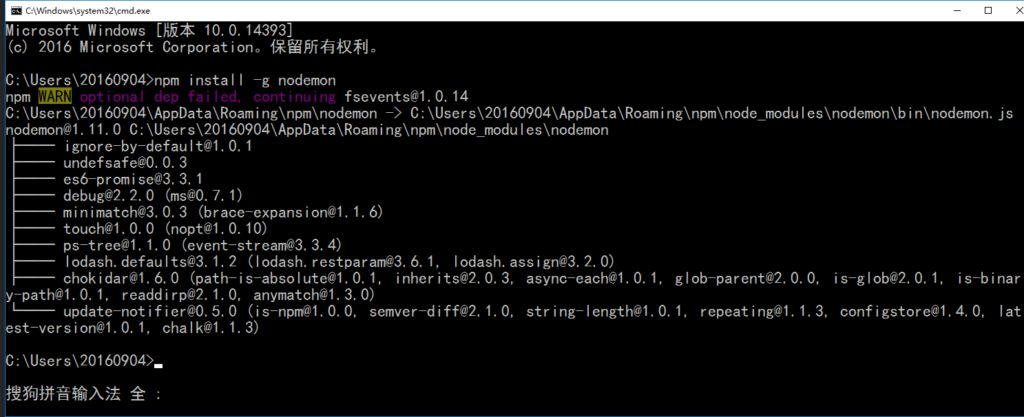 C:\Windows\system32\cmd.exe
Microsoft Windows [版本 10.0.14393]
(c) 2016 Microsoft Corporation。保留所有权利。
C:\Users\20160904>npm install -g nodemon
npm WARN optional dep failed, continuing fsevents@1.0.14
C:\Users\20160904\AppData\Roaming\npm\nodemon -> C:\Users\20160904\AppData\Roaming\npm\node_modules\nodemon\bin\nodemon.js
nodemon@1.11.0 C:\Users\20160904\AppData\Roaming\npm\node_modules\nodemon
├── ignore-by-default@1.0.1
├── undefsafe@0.0.3
├── es6-promise@3.3.1
├── debug@2.2.0 (ms@0.7.1)
├── minimatch@3.0.3 (brace-expansion@1.1.6)
├── touch@1.0.0 (nopt@1.0.10)
├── ps-tree@1.1.0 (event-stream@3.3.4)
├── lodash.defaults@3.1.2 (lodash.restparam@3.6.1, lodash.assign@3.2.0)
├── chokidar@1.6.0 (path-is-absolute@1.0.1, inherits@2.0.3, async-each@1.0.1, glob-parent@2.0.0, is-glob@2.0.1, is-binar
y-path@1.0.1, readdirp@2.1.0, anymatch@1.3.0)
└── update-notifier@0.5.0 (is-npm@1.0.0, semver-diff@2.1.0, string-length@1.0.1, repeating@1.1.3, configstore@1.4.0, lat
est-version@1.0.1, chalk@1.1.3)
C:\Users\20160904>
搜狗拼音输入法 全 :